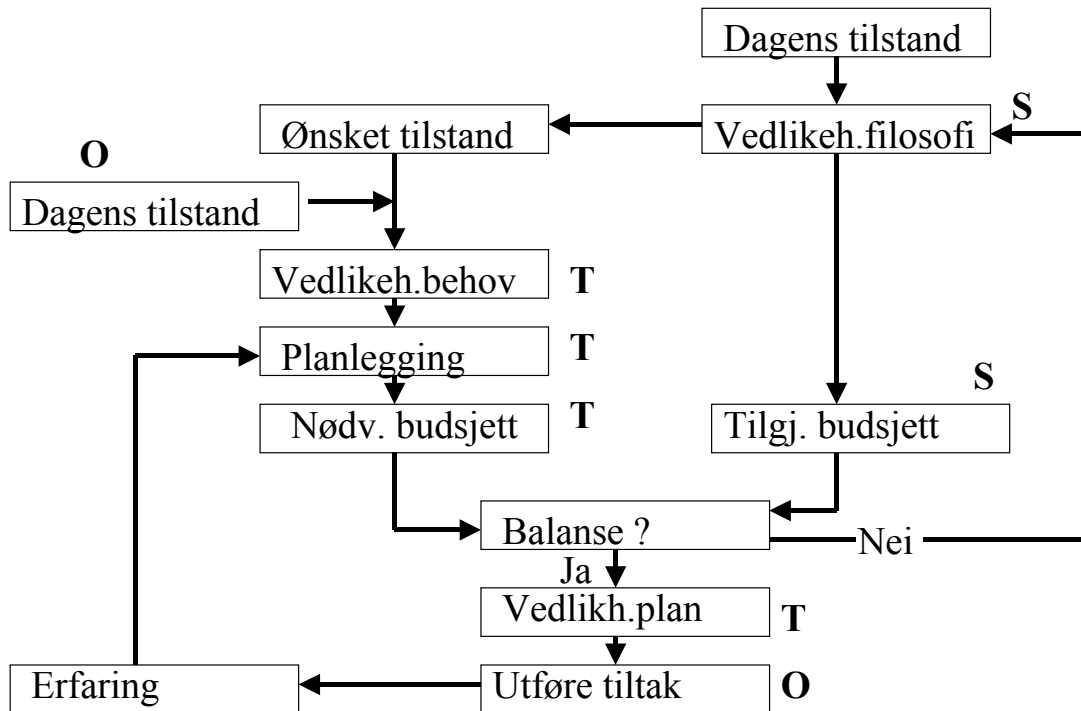 Dagens tilstand
S
Ønsket tilstand
Vedlikeh.filosofi
O
Dagens tilstand
Vedlikeh.behov
T
Planlegging
T
S
Nødv. budsjett
T
Tilgj. budsjett
Balanse ?
Nei
Ja
Vedlikh.plan
T
Erfaring
Utføre tiltak
O